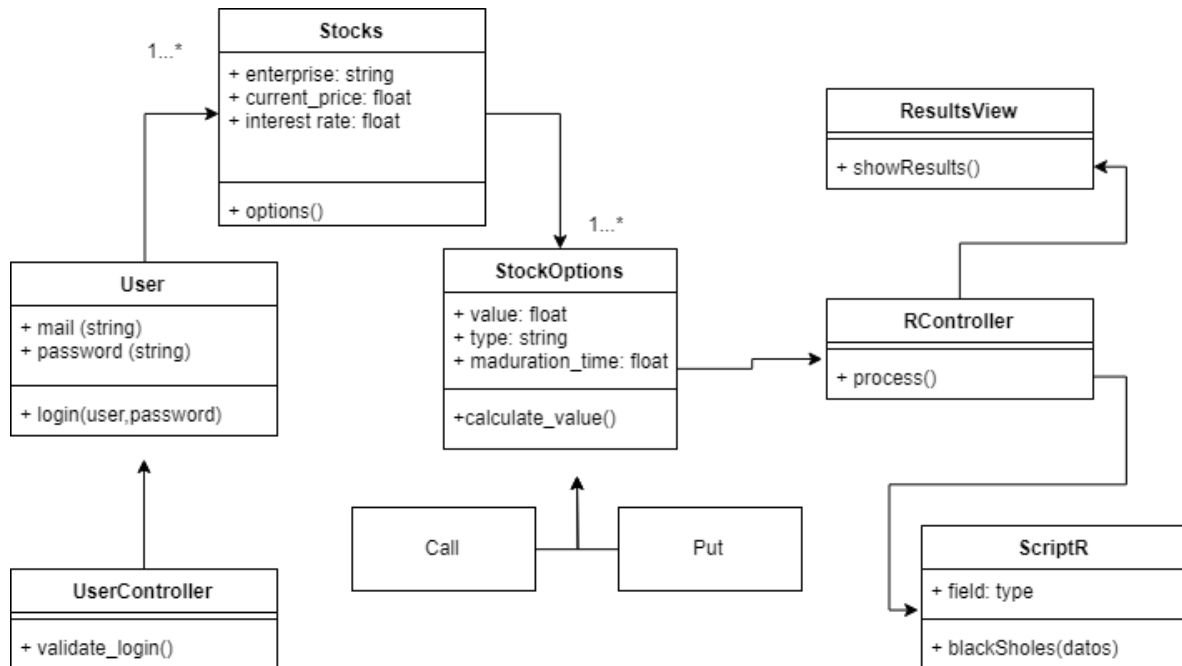 Stocks
1...*
+ enterprise: string
+ current_price: float
+ interest rate: float
+ options()
ResultsView
+ showResults()
1...*
StockOptions
+ value: float
+ type: string
+ maduration_time: float
+calculate_value()
User
+ mail (string)
+ password (string)
+ login(user,password)
RController
+ process()
Call
Put
ScriptR
+ field: type
+ blackSholes(datos)
UserController
+ validate_login()